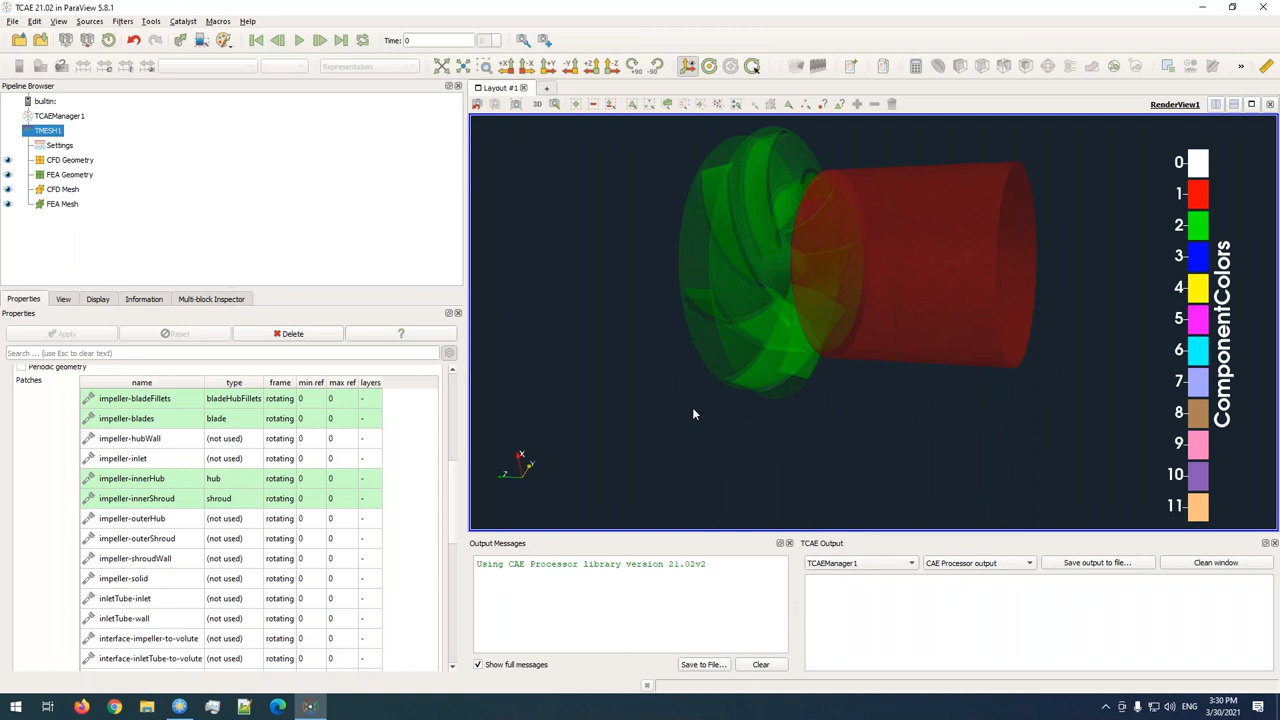 TCAE 21.02 in ParaView 5.8.1
File Edit View Sources Filters Tools Catalyst Macros Help
Time: 0 0
Representation
Pipeline Browser
builtin:
TCAEManager1
TMESH1
Settings
CFD Geometry
FEA Geometry
CFD Mesh
FEA Mesh
Properties View Display Information Multi-block Inspector
Properties
Apply Reset Delete ?
Search ... (use Esc to clear text)
Periodic geometry
Patches
name type frame min ref max ref layers
impeller-bladeFillets bladeHubFillets rotating 0 0 -
impeller-blades blade rotating 0 0 -
impeller-hubWall (not used) rotating 0 0 -
impeller-inlet (not used) rotating 0 0 -
impeller-innerHub hub rotating 0 0 -
impeller-innerShroud shroud rotating 0 0 -
impeller-outerHub (not used) rotating 0 0 -
impeller-outerShroud (not used) rotating 0 0 -
impeller-shroudWall (not used) rotating 0 0 -
impeller-solid (not used) rotating 0 0 -
inletTube-inlet (not used) rotating 0 0 -
inletTube-wall (not used) rotating 0 0 -
interface-impeller-to-volute (not used) rotating 0 0 -
interface-inletTube-to-volute (not used) rotating 0 0 -
Layout #1
+
3D
RenderView1
X
Y
Z
0
1
2
3
4
5
6
7
8
9
10
11
ComponentColors
Output Messages
Using CAE Processor library version 21.02v2
Show full messages
Save to File... Clear
TCAE Output
TCAEManager1 CAE Processor output Save output to file... Clean window
ENG
3:30 PM
3/30/2021